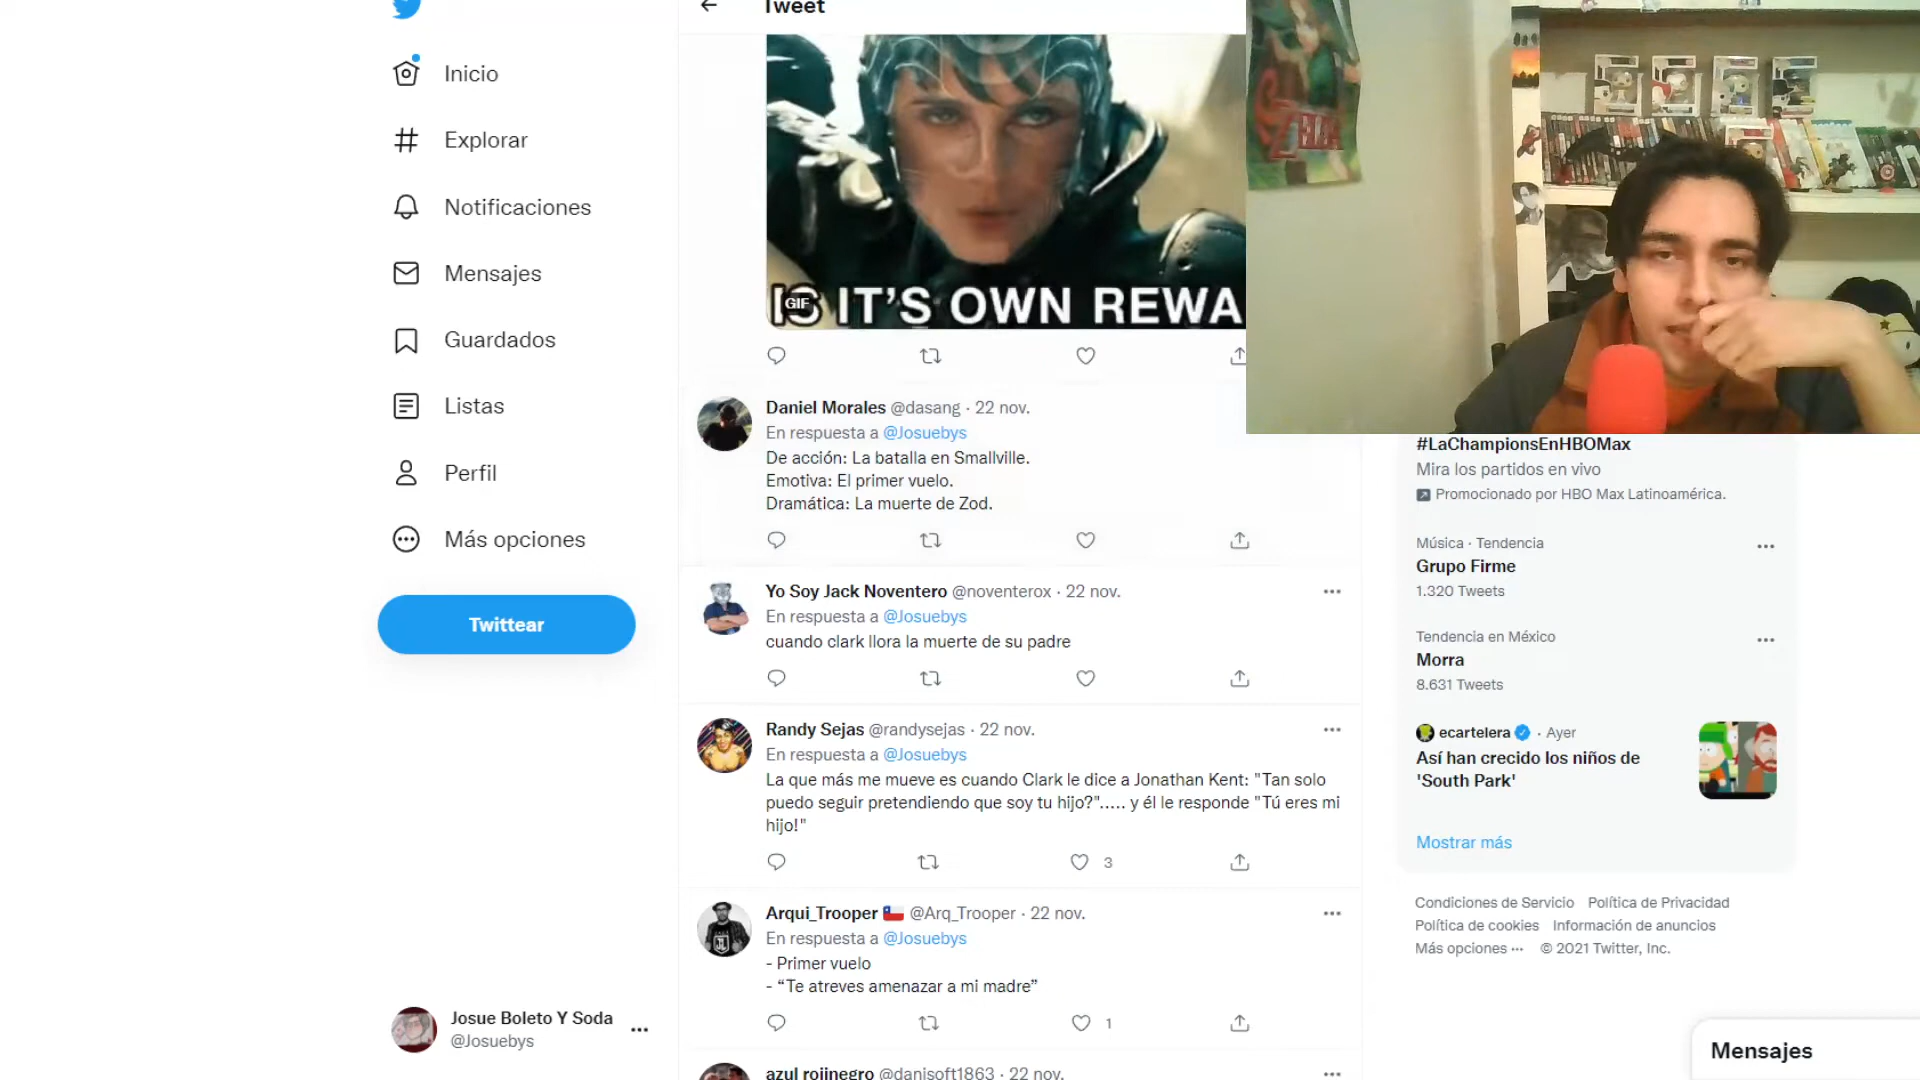 Tweet
Inicio
Explorar
Notificaciones
Mensajes
Guardados
Listas
Perfil
Más opciones
Twittear
Josue Boleto Y Soda
@Josuebys
GIF
IS IT'S OWN REWA
Daniel Morales @dasang · 22 nov.
En respuesta a @Josuebys
De acción: La batalla en Smallville.
Emotiva: El primer vuelo.
Dramática: La muerte de Zod.
Yo Soy Jack Noventero @noventerox · 22 nov.
En respuesta a @Josuebys
cuando clark llora la muerte de su padre
Randy Sejas @randysejas · 22 nov.
En respuesta a @Josuebys
La que más me mueve es cuando Clark le dice a Jonathan Kent: "Tan solo
puedo seguir pretendiendo que soy tu hijo?"..... y él le responde "Tú eres mi
hijo!"
3
Arqui_Trooper @Arq_Trooper · 22 nov.
En respuesta a @Josuebys
- Primer vuelo
- “Te atreves amenazar a mi madre”
1
azul rojinegro @danisoft1863 · 22 nov.
ZELDA
#LaChampionsEnHBOMax
Mira los partidos en vivo
Promocionado por HBO Max Latinoamérica.
Música · Tendencia
Grupo Firme
1.320 Tweets
Tendencia en México
Morra
8.631 Tweets
ecartelera · Ayer
Así han crecido los niños de
'South Park'
Mostrar más
Condiciones de Servicio Política de Privacidad
Política de cookies Información de anuncios
Más opciones ··· © 2021 Twitter, Inc.
Mensajes